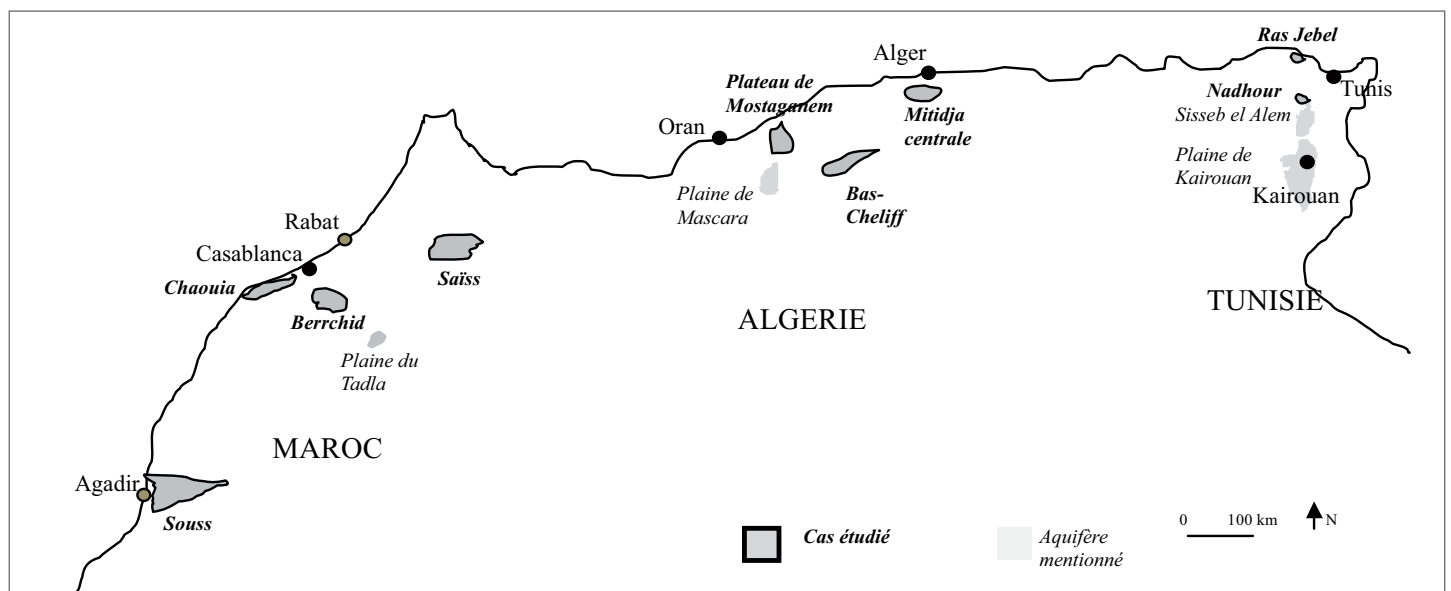 Ras Jebel
Alger
Plateau de
Mostaganem
Tunis
Nadhour
Sisseb el Alem
Mitidja
centrale
Oran
Plaine de
Kairouan
Kairouan
Plaine de
Mascara
Bas-
Cheliff
Rabat
Casablanca
Saïss
Chaouia
Berrchid
TUNISIE
ALGERIE
Plaine du
Tadla
MAROC
Agadir
Souss
Cas étudié
Aquifère
mentionné
0 100 km
N